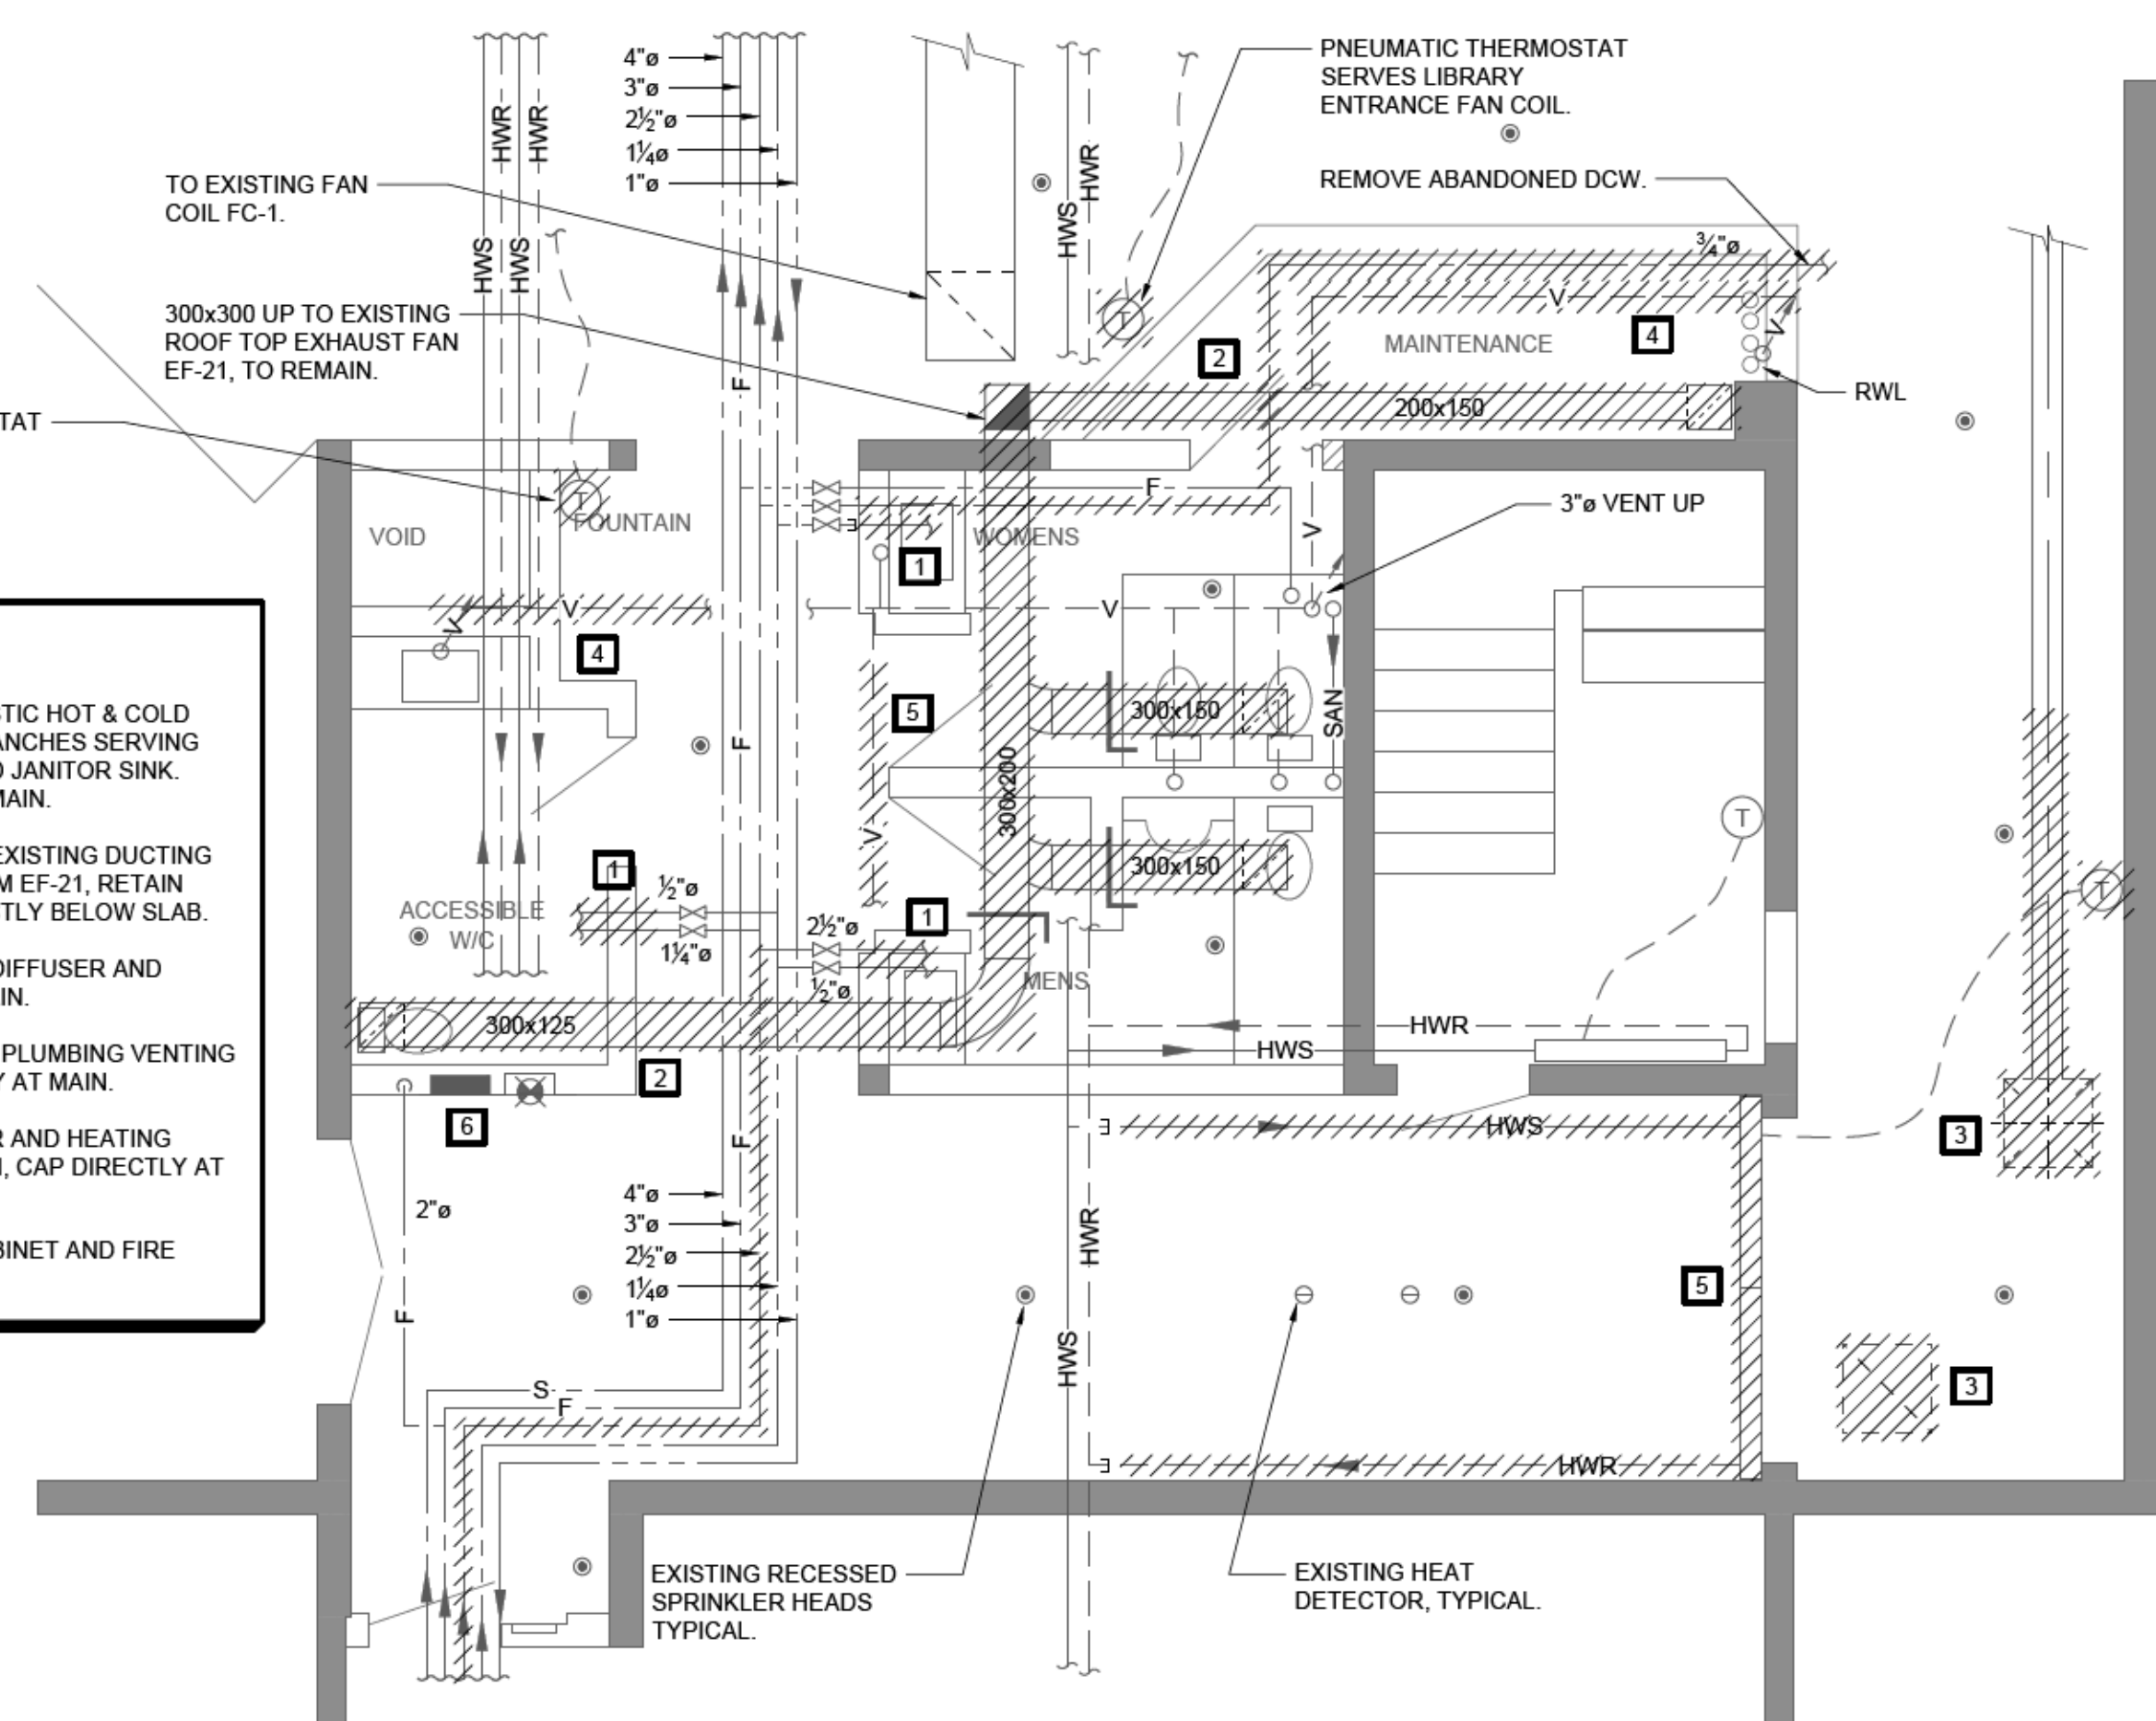 4"ø
3"ø
2½"ø
1¼ø
1"ø
PNEUMATIC THERMOSTAT
SERVES LIBRARY
ENTRANCE FAN COIL.
REMOVE ABANDONED DCW.
TO EXISTING FAN
COIL FC-1.
300x300 UP TO EXISTING
ROOF TOP EXHAUST FAN
EF-21, TO REMAIN.
TAT
HWR
HWR
HWS
HWS
HWS
HWR
T
¾"ø
V
V
2
4
MAINTENANCE
200x150
RWL
F
F
T
VOID
FOUNTAIN
WOMENS
1
V
3"ø VENT UP
V
V
V
4
5
300x150
SAN
F
300x200
V
300x150
T
T
1
½"ø
1¼"ø
ACCESSIBLE
W/C
2½"ø
½"ø
1
MENS
300x125
HWR
HWS
2
6
F
HWS
3
STIC HOT & COLD
ANCHES SERVING
D JANITOR SINK.
MAIN.
EXISTING DUCTING
M EF-21, RETAIN
CTLY BELOW SLAB.
DIFFUSER AND
IN.
PLUMBING VENTING
Y AT MAIN.
R AND HEATING
, CAP DIRECTLY AT
BINET AND FIRE
2"ø
F
4"ø
3"ø
2½"ø
1¼ø
1"ø
HWR
HWS
5
3
S
F
HWR
EXISTING RECESSED
SPRINKLER HEADS
TYPICAL.
EXISTING HEAT
DETECTOR, TYPICAL.